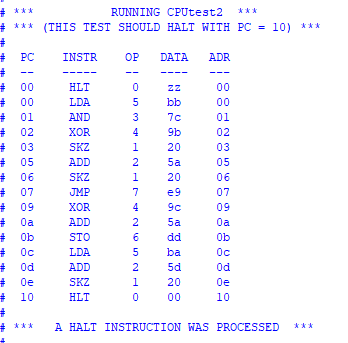 # ***           RUNNING CPUtest2  ***
# *** (THIS TEST SHOULD HALT WITH PC = 10) ***
#
#  PC    INSTR    OP   DATA   ADR
#  --    -----    --   ----   ---
#  00     HLT     0     zz     00
#  00     LDA     5     bb     00
#  01     AND     3     7c     01
#  02     XOR     4     9b     02
#  03     SKZ     1     20     03
#  05     ADD     2     5a     05
#  06     SKZ     1     20     06
#  07     JMP     7     e9     07
#  09     XOR     4     9c     09
#  0a     ADD     2     5a     0a
#  0b     STO     6     dd     0b
#  0c     LDA     5     ba     0c
#  0d     ADD     2     5d     0d
#  0e     SKZ     1     20     0e
#  10     HLT     0     00     10
#
# ***   A HALT INSTRUCTION WAS PROCESSED  ***
#